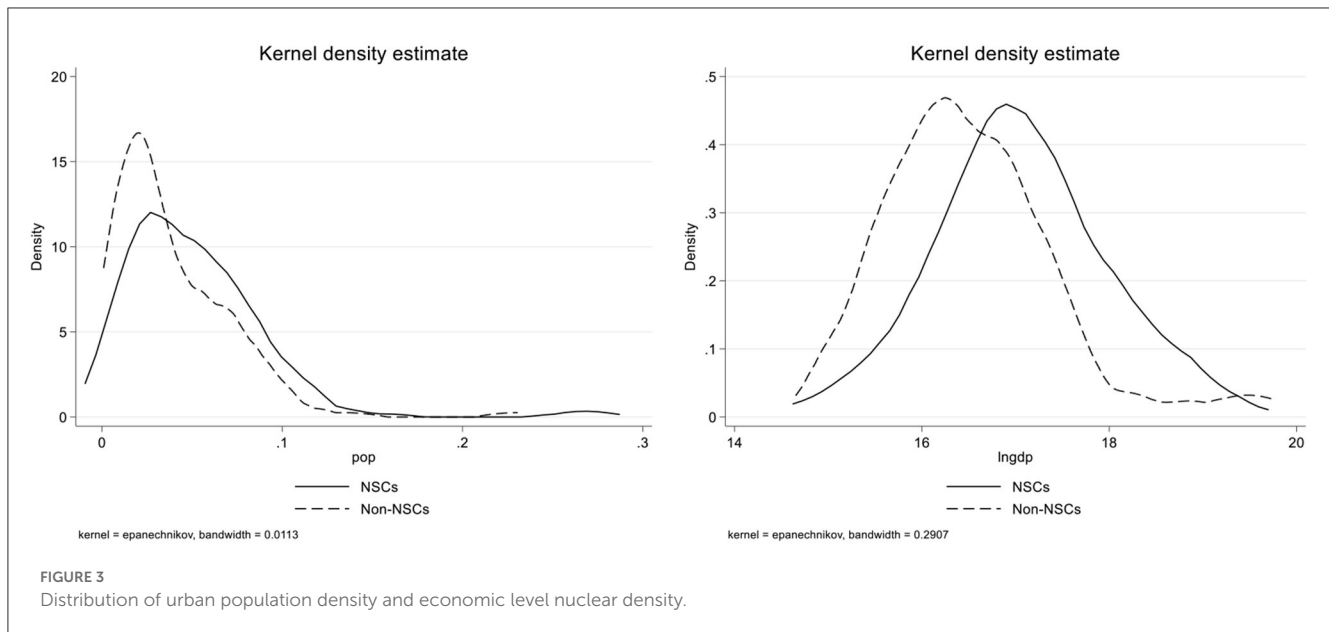 Kernel density estimate
20
15
10
5
0
Density
0
.1
.2
.3
pop
NSCs
Non-NSCs
kernel = epanechnikov, bandwidth = 0.0113
Kernel density estimate
.5
.4
.3
.2
.1
0
Density
14
16
18
20
lngdp
NSCs
Non-NSCs
kernel = epanechnikov, bandwidth = 0.2907
FIGURE 3
Distribution of urban population density and economic level nuclear density.